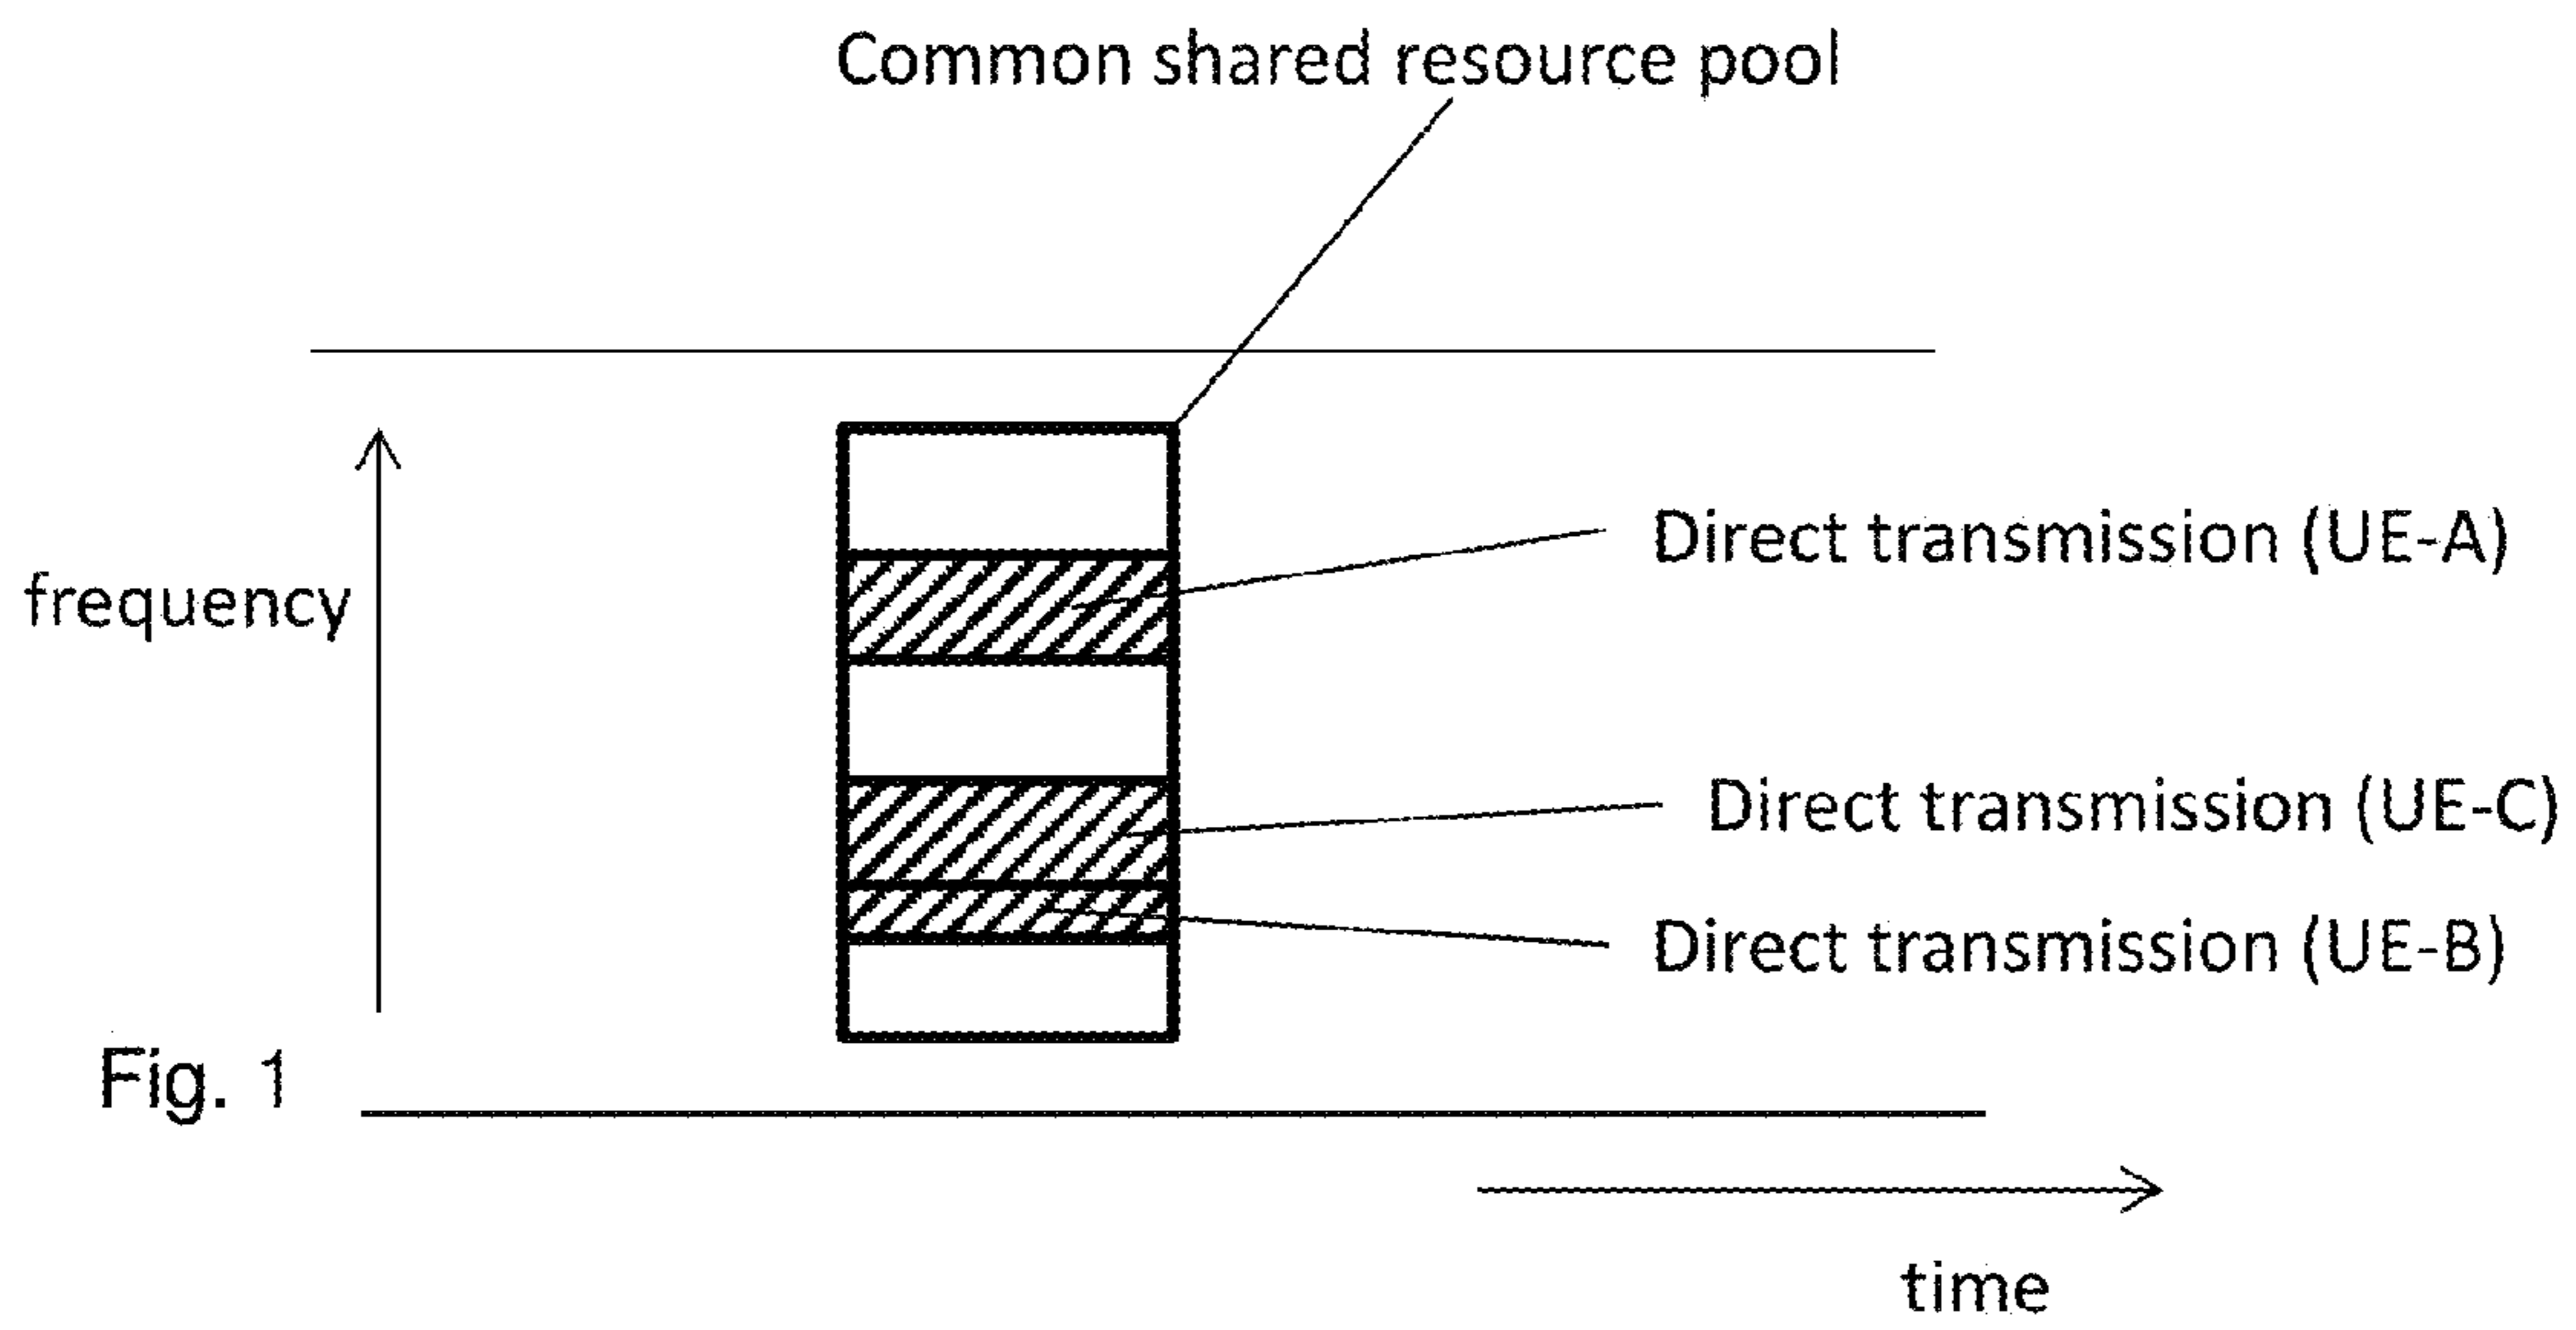 Common shared resource pool
Direct transmission (UE-A)
frequency
Direct transmission (UE-C)
Direct transmission (UE-B)
Fig. 1
time